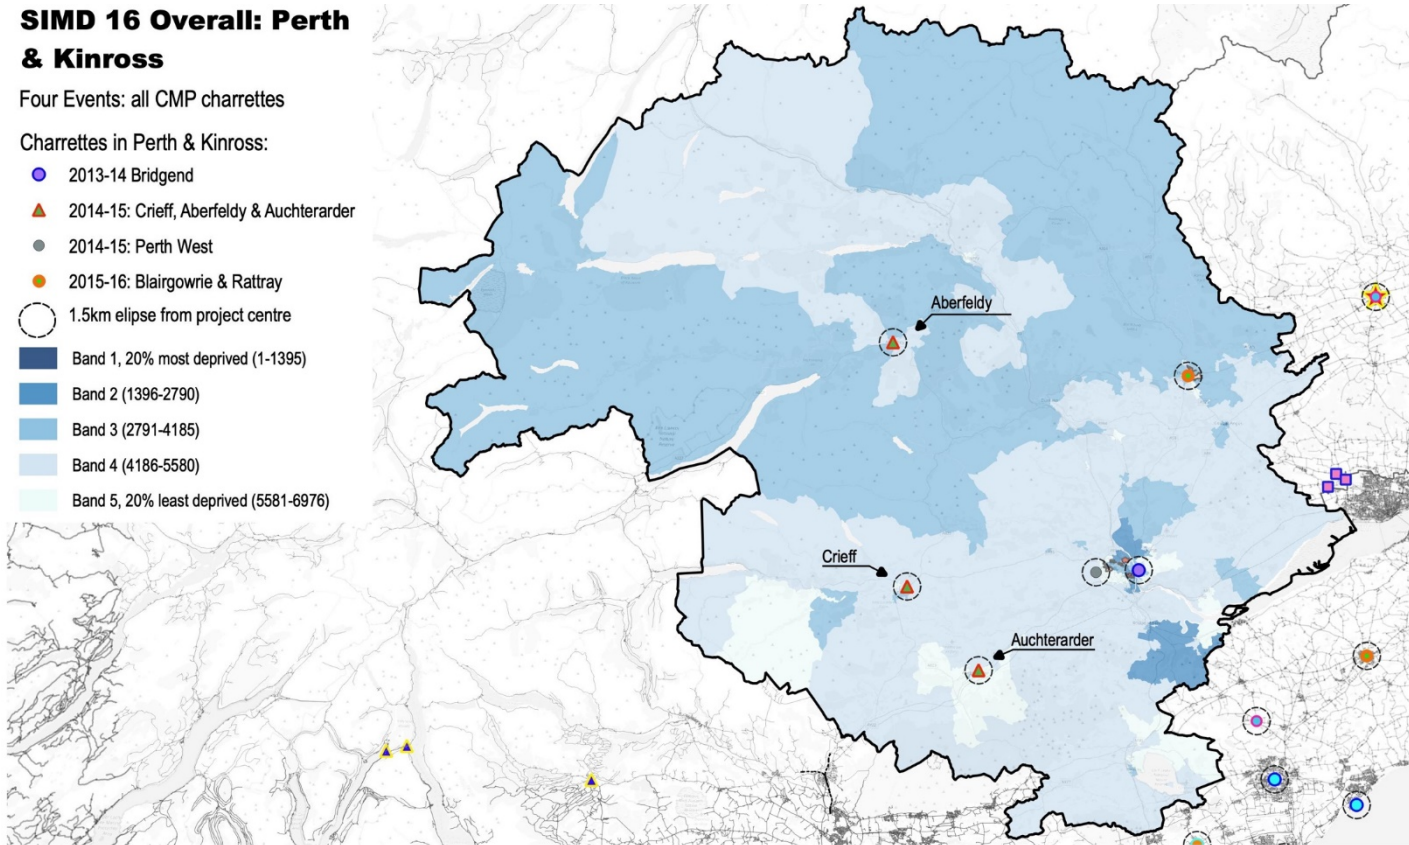 SIMD 16 Overall: Perth
& Kinross
Four Events: all CMP charrettes
Charrettes in Perth & Kinross:
2013-14 Bridgend
2014-15: Crieff, Aberfeldy & Auchterarder
2014-15: Perth West
2015-16: Blairgowrie & Rattray
1.5km elipse from project centre
Band 1, 20% most deprived (1-1395)
Band 2 (1396-2790)
Band 3 (2791-4185)
Band 4 (4186-5580)
Band 5, 20% least deprived (5581-6976)
Aberfeldy
Crieff
Auchterarder